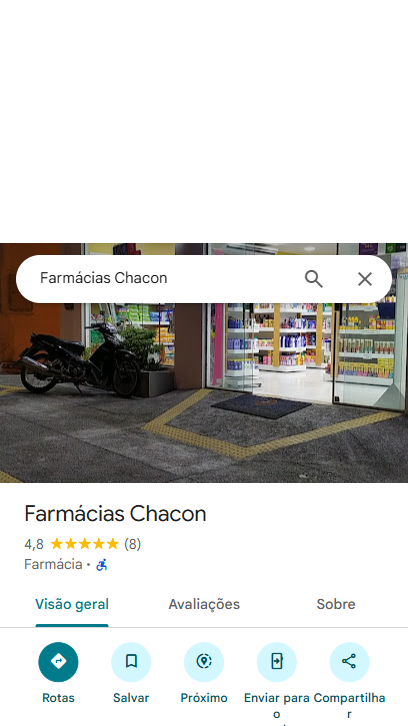 Farmácias Chacon
Farmácias Chacon
4,8 (8)
Farmácia ·
Visão geral Avaliações Sobre
Rotas Salvar Próximo Enviar para o Compartilhar